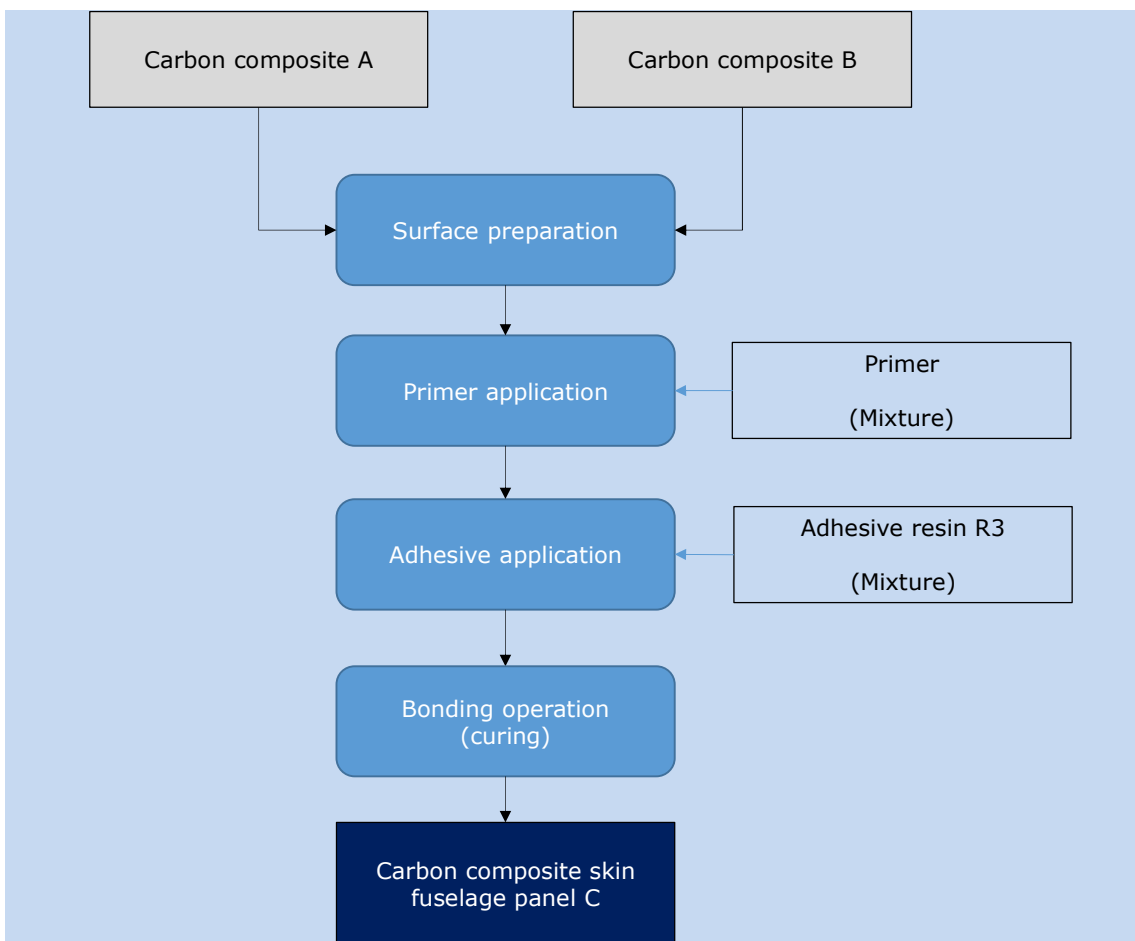 Carbon composite A
Carbon composite B
Surface preparation
Primer application
Primer
(Mixture)
Adhesive application
Adhesive resin R3
(Mixture)
Bonding operation
(curing)
Carbon composite skin
fuselage panel C